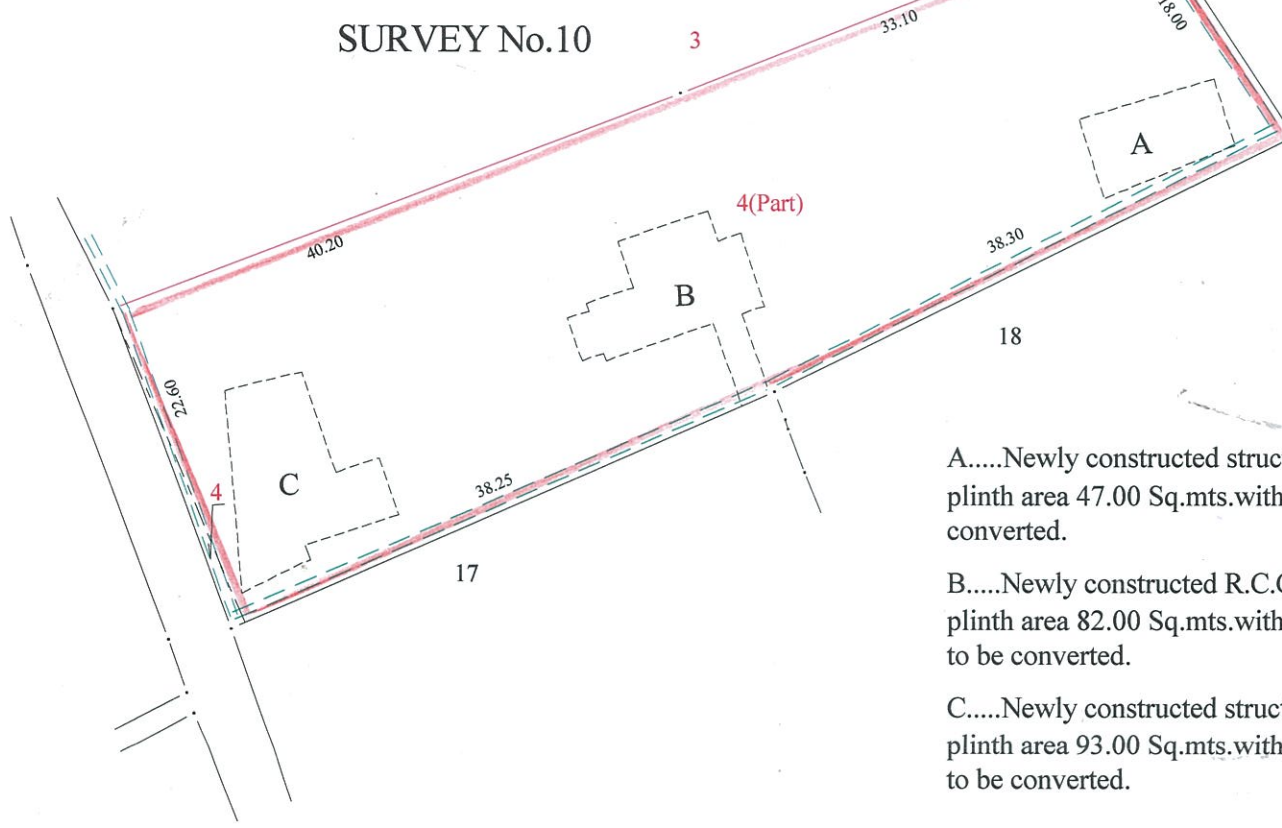 SURVEY No.10
3
33.10
18.00
A
4(Part)
40.20
38.30
B
18
22.60
C
4
38.25
17
A.....Newly constructed
plinth area 47.00 Sq.mts.with
converted.
B.....Newly constructed
plinth area 82.00 Sq.mts.with
to be converted.
C.....Newly constructed
plinth area 93.00 Sq.mts.with
to be converted.